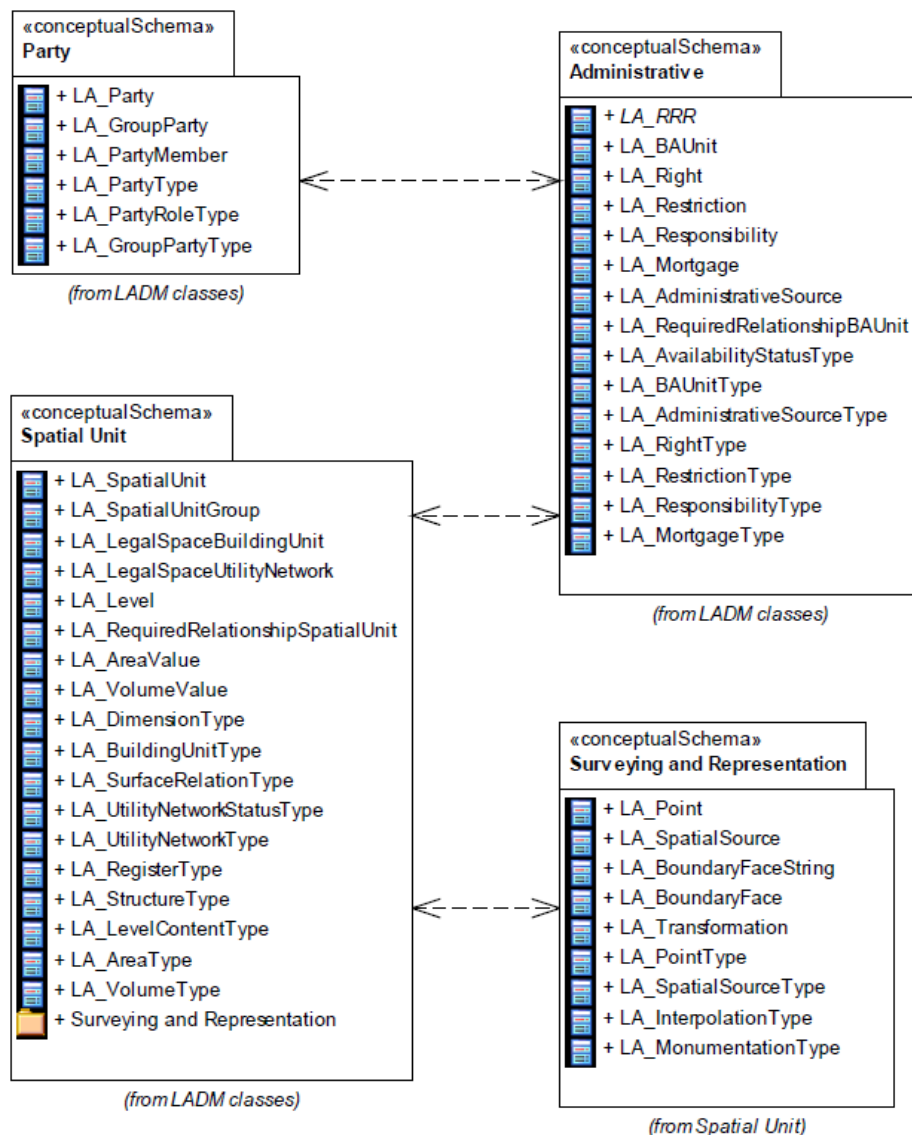 «conceptualSchema»
Party
+ LA_Party
+ LA_GroupParty
+ LA_PartyMember
+ LA_PartyType
+ LA_PartyRoleType
+ LA_GroupPartyType
(from LADM classes)
«conceptualSchema»
Administrative
+ LA_RRR
+ LA_BAUnit
+ LA_Right
+ LA_Restriction
+ LA_Responsibility
+ LA_Mortgage
+ LA_AdministrativeSource
+ LA_RequiredRelationshipBAUnit
+ LA_AvailabilityStatusType
+ LA_BAUnitType
+ LA_AdministrativeSourceType
+ LA_RightType
+ LA_RestrictionType
+ LA_ResponsibilityType
+ LA_MortgageType
(from LADM classes)
«conceptualSchema»
Spatial Unit
+ LA_SpatialUnit
+ LA_SpatialUnitGroup
+ LA_LegalSpaceBuildingUnit
+ LA_LegalSpaceUtilityNetwork
+ LA_Level
+ LA_RequiredRelationshipSpatialUnit
+ LA_AreaValue
+ LA_VolumeValue
+ LA_DimensionType
+ LA_BuildingUnitType
+ LA_SurfaceRelationType
+ LA_UtilityNetworkStatusType
+ LA_UtilityNetworkType
+ LA_RegisterType
+ LA_StructureType
+ LA_LevelContentType
+ LA_AreaType
+ LA_VolumeType
+ Surveying and Representation
(from LADM classes)
«conceptualSchema»
Surveying and Representation
+ LA_Point
+ LA_SpatialSource
+ LA_BoundaryFaceString
+ LA_BoundaryFace
+ LA_Transformation
+ LA_PointType
+ LA_SpatialSourceType
+ LA_InterpolationType
+ LA_MonumentationType
(from Spatial Unit)